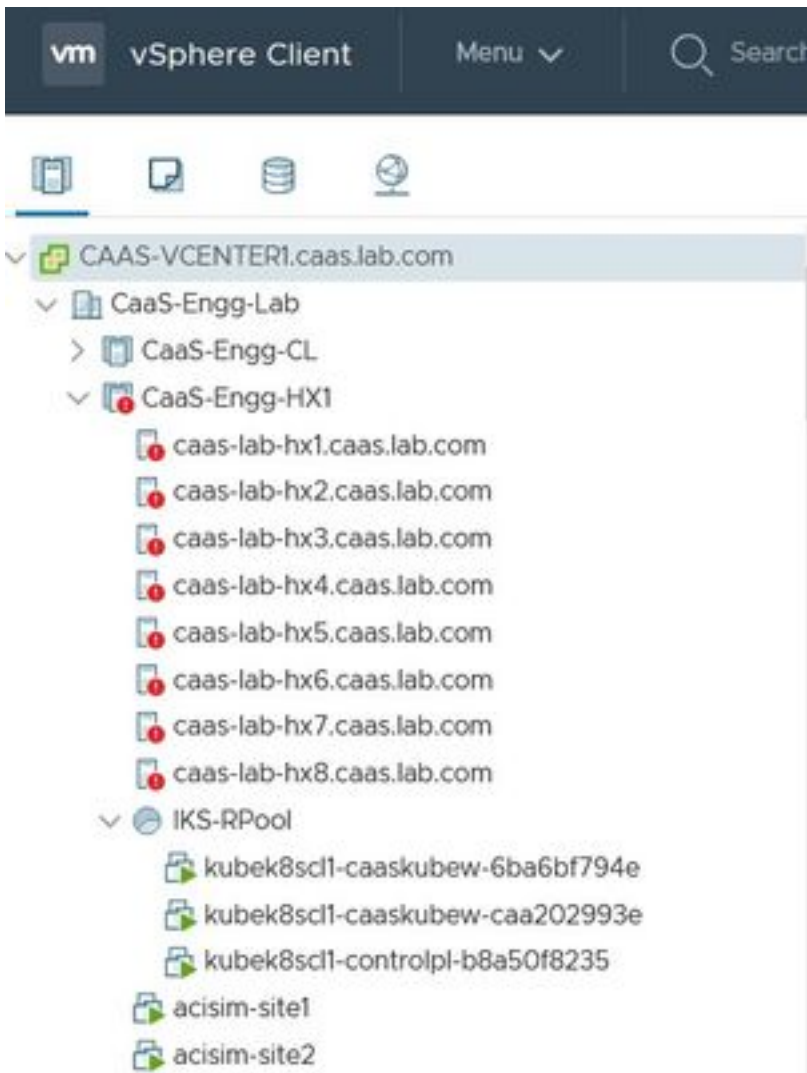 vm vSphere Client Menu Search
CAAS-VCENTER1.caas.lab.com
CaaS-Engg-Lab
CaaS-Engg-CL
CaaS-Engg-HX1
caas-lab-hx1.caas.lab.com
caas-lab-hx2.caas.lab.com
caas-lab-hx3.caas.lab.com
caas-lab-hx4.caas.lab.com
caas-lab-hx5.caas.lab.com
caas-lab-hx6.caas.lab.com
caas-lab-hx7.caas.lab.com
caas-lab-hx8.caas.lab.com
IKS-RPool
kubek8scl1-caaskubew-6ba6bf794e
kubek8scl1-caaskubew-caa202993e
kubek8scl1-controlpl-b8a50f8235
acisim-site1
acisim-site2